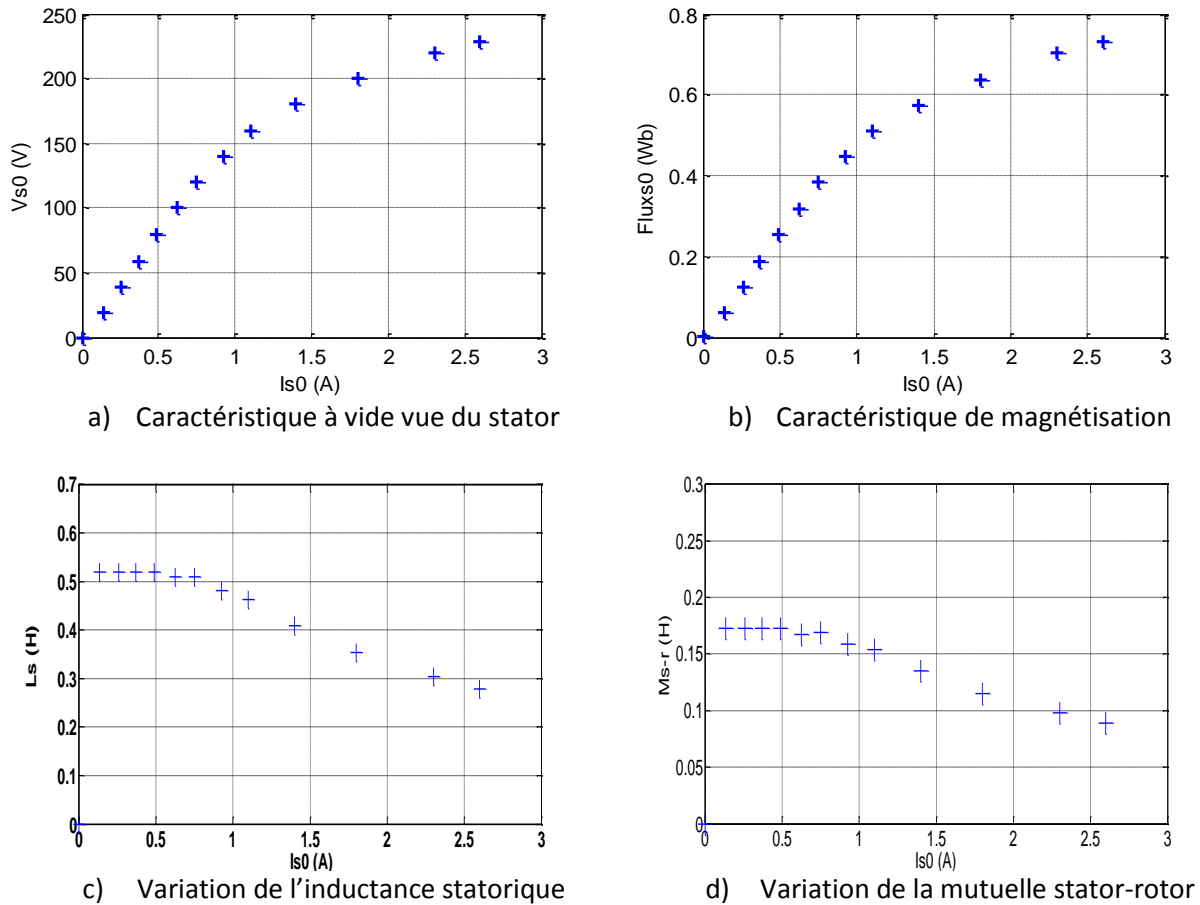 250
200
150
100
50
0
Vs0 (V)
0 0.5 1 1.5 2 2.5 3
Is0 (A)
a) Caractéristique à vide vue du stator
0.8
0.6
0.4
0.2
0
Fluxs0 (Wb)
0 0.5 1 1.5 2 2.5 3
Is0 (A)
b) Caractéristique de magnétisation
0.7
0.6
0.5
0.4
0.3
0.2
0.1
0
Ls (H)
0 0.5 1 1.5 2 2.5 3
Is0 (A)
c) Variation de l’inductance statorique
0.3
0.25
0.2
0.15
0.1
0.05
0
Ms-r (H)
0 0.5 1 1.5 2 2.5 3
Is0 (A)
d) Variation de la mutuelle stator-rotor